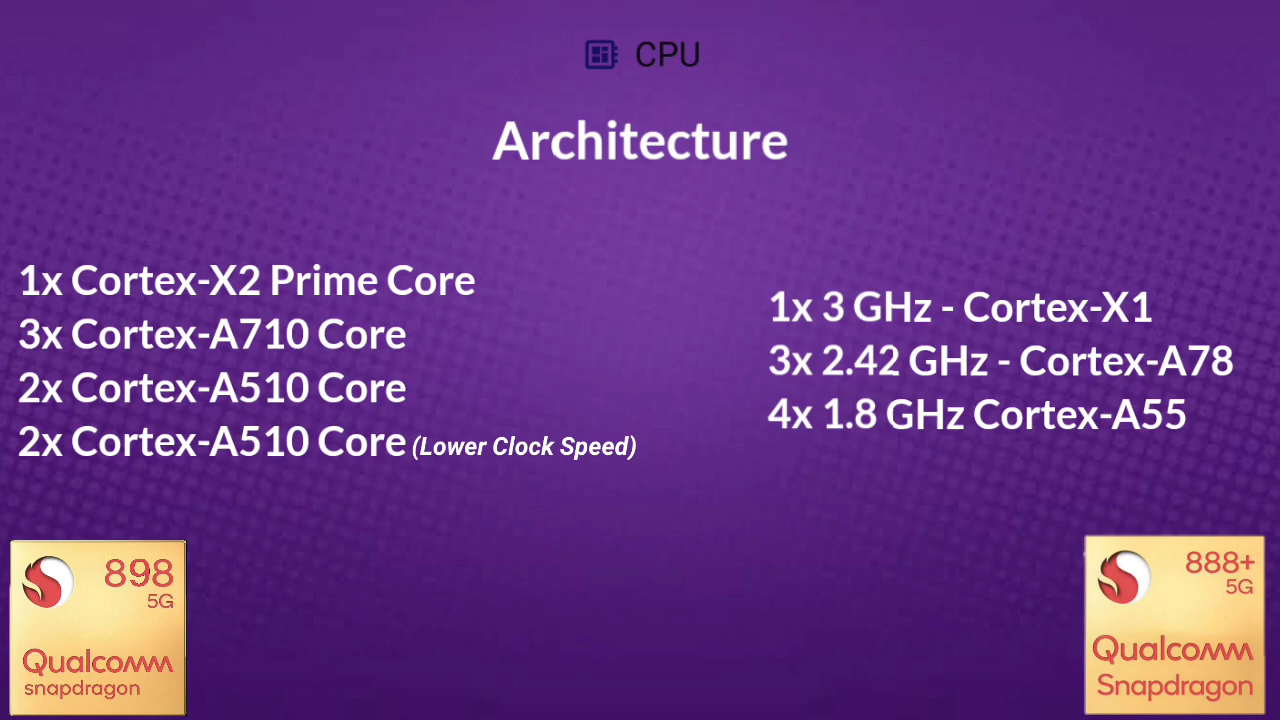 CPU
Architecture
1x Cortex-X2 Prime Core
3x Cortex-A710 Core
2x Cortex-A510 Core
2x Cortex-A510 Core (Lower Clock Speed)
1x 3 GHz - Cortex-X1
3x 2.42 GHz - Cortex-A78
4x 1.8 GHz Cortex-A55
898
5G
Qualcomm
snapdragon
888+
5G
Qualcomm
Snapdragon